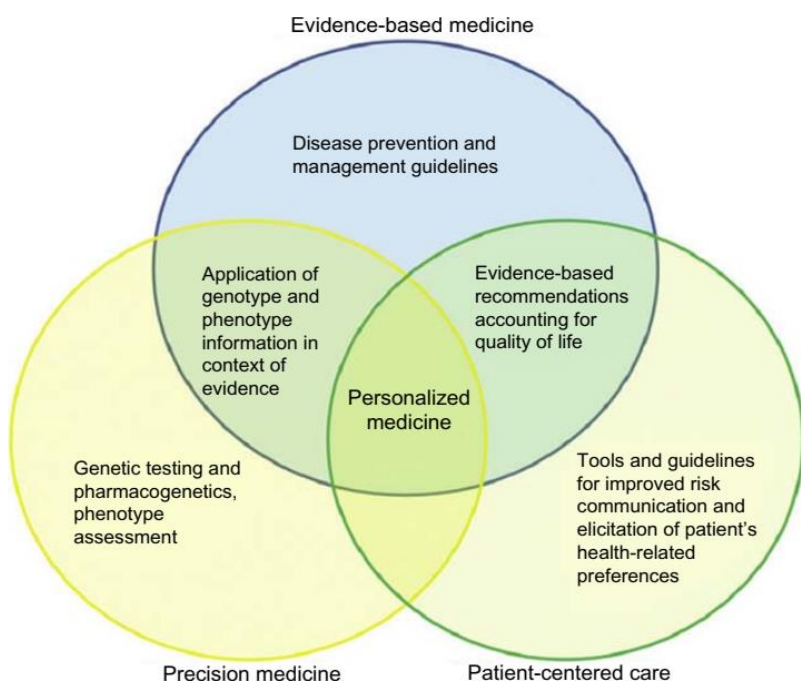 Evidence-based medicine
Disease prevention and
management guidelines
Application of
genotype and
phenotype
information in
context of
evidence
Evidence-based
recommendations
accounting for
quality of life
Personalized
medicine
Genetic testing and
pharmacogenetics,
phenotype
assessment
Tools and guidelines
for improved risk
communication and
elicitation of patient’s
health-related
preferences
Precision medicine
Patient-centered care